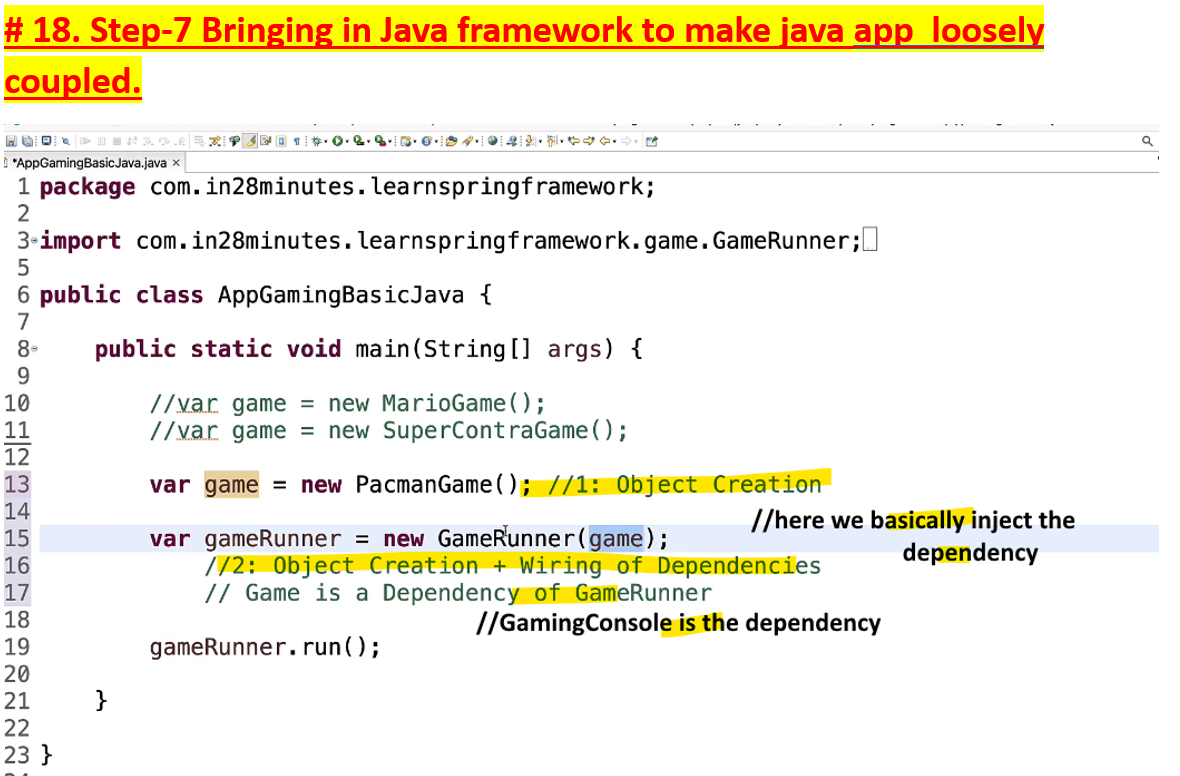 # 18. Step-7 Bringing in Java framework to make java app loosely
coupled.
*AppGamingBasicJava.java ×
1 package com.in28minutes.learnspringframework;
2
3 import com.in28minutes.learnspringframework.game.GameRunner;
5
6 public class AppGamingBasicJava {
7
8 public static void main(String[] args) {
9
10 //var game = new MarioGame();
11 //var game = new SuperContraGame();
12
13 var game = new PacmanGame(); //1: Object Creation
14
//here we basically inject the
15 var gameRunner = new GameRunner(game);
dependency
16 //2: Object Creation + Wiring of Dependencies
17 // Game is a Dependency of GameRunner
18
//GamingConsole is the dependency
19 gameRunner.run();
20
21 }
22
23 }